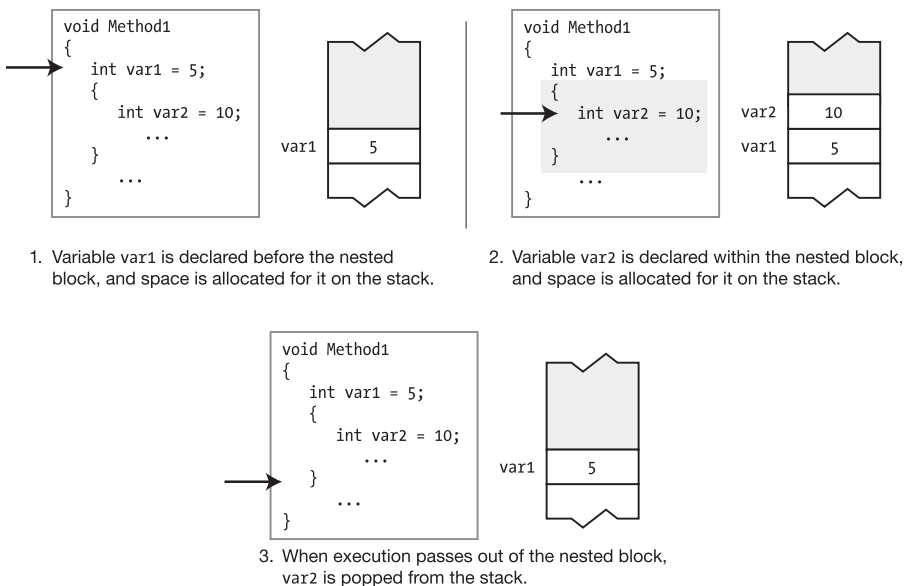 void Method1
{
int var1 = 5;
{
int var2 = 10;
...
}
...
}
var1
5
1. Variable var1 is declared before the nested
block, and space is allocated for it on the stack.
void Method1
{
int var1 = 5;
{
int var2 = 10;
...
}
...
}
var2
10
var1
5
2. Variable var2 is declared within the nested block,
and space is allocated for it on the stack.
void Method1
{
int var1 = 5;
{
int var2 = 10;
...
}
...
}
var1
5
3. When execution passes out of the nested block,
var2 is popped from the stack.